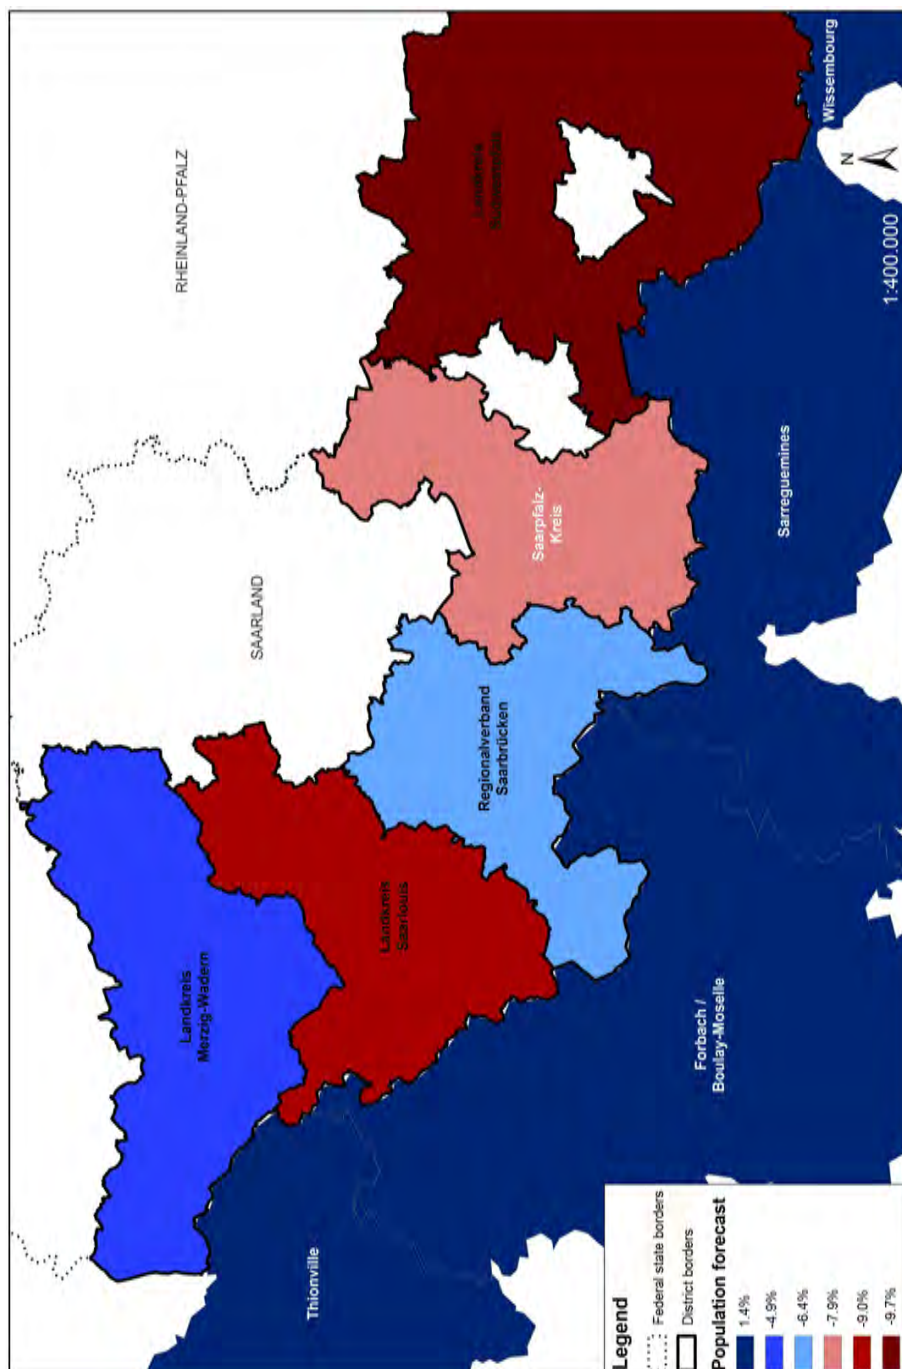 RHEINLAND-PFALZ
SAARLAND
Landkreis
Merzig-Wadern
Landkreis
Saarlouis
Regionalverband
Saarbrücken
Saarpfalz-
Kreis
Landkreis
Südwestpfalz
Thionville
Forbach /
Boulay-Moselle
Sarreguemines
Wissembourg
N
1:400.000
Legend
Federal state borders
District borders
Population forecast
1.4%
-4.9%
-6.4%
-7.9%
-9.0%
-9.7%